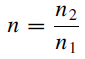 n = n₂/n₁